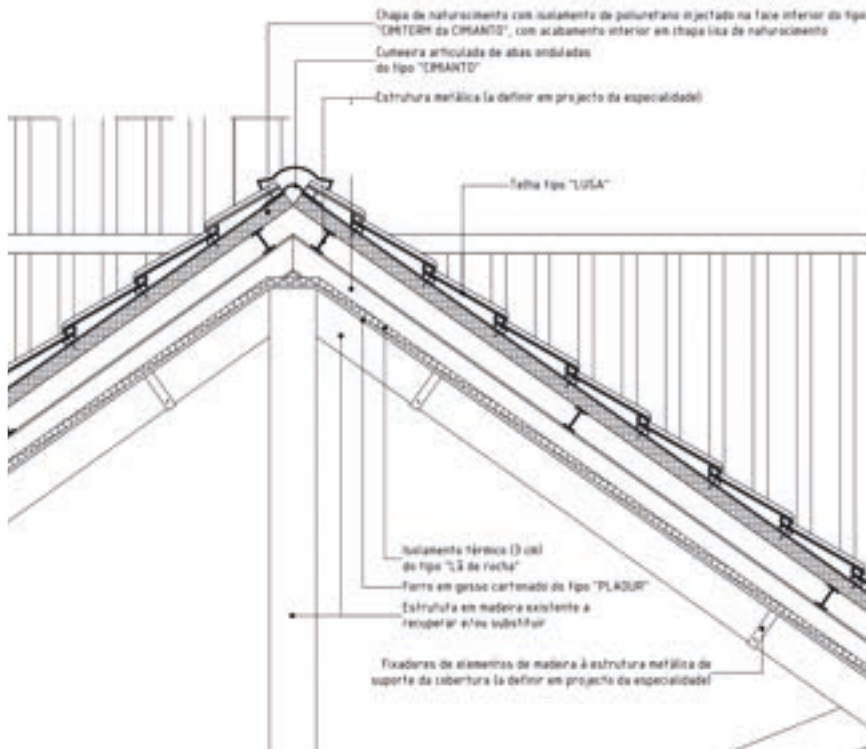 Chapa de naturocimento com isolamento de poliuretano injectado na face inferior do tipo
"CIMITERM da CIMIANTO", com acabamento interior em chapa lisa de naturocimento
Cumeeira articulada de abas onduladas
do tipo "CIMIANTO"
Estrutura metálica (a definir em projecto da especialidade)
Telha tipo "LUSA"
Isolamento térmico (3 cm)
do tipo "Lã de rocha"
Forro em gesso cartonado do tipo "PLADUR"
Estrututa em madeira existente a
recuperar e/ou substituir
Fixadores de elementos de madeira à estrutura metálica de
suporte da cobertura (a definir em projecto da especialidade)